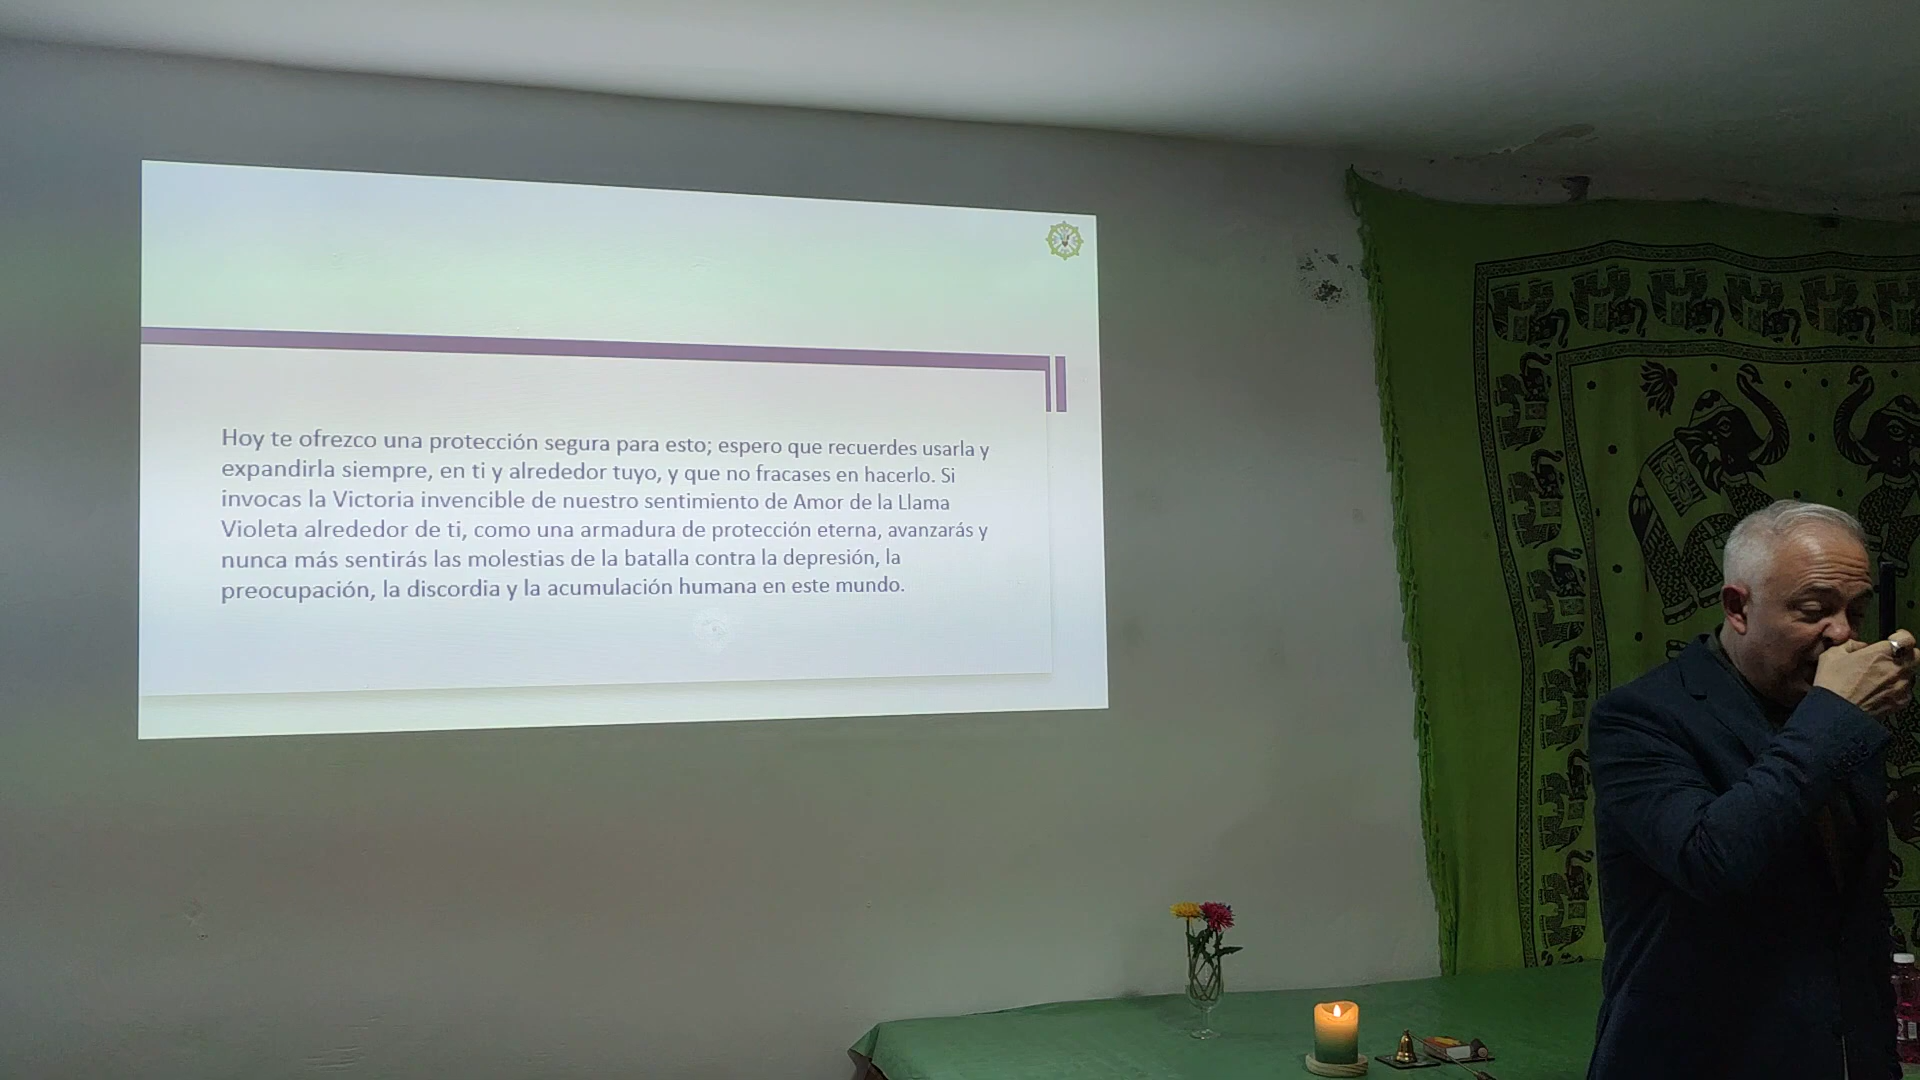 Hoy te ofrezco una protección segura para esto; espero que recuerdes usarla y
expandirla siempre, en ti y alrededor tuyo, y que no fracases en hacerlo. Si
invocas la Victoria invencible de nuestro sentimiento de Amor de la Llama
Violeta alrededor de ti, como una armadura de protección eterna, avanzarás y
nunca más sentirás las molestias de la batalla contra la depresión, la
preocupación, la discordia y la acumulación humana en este mundo.